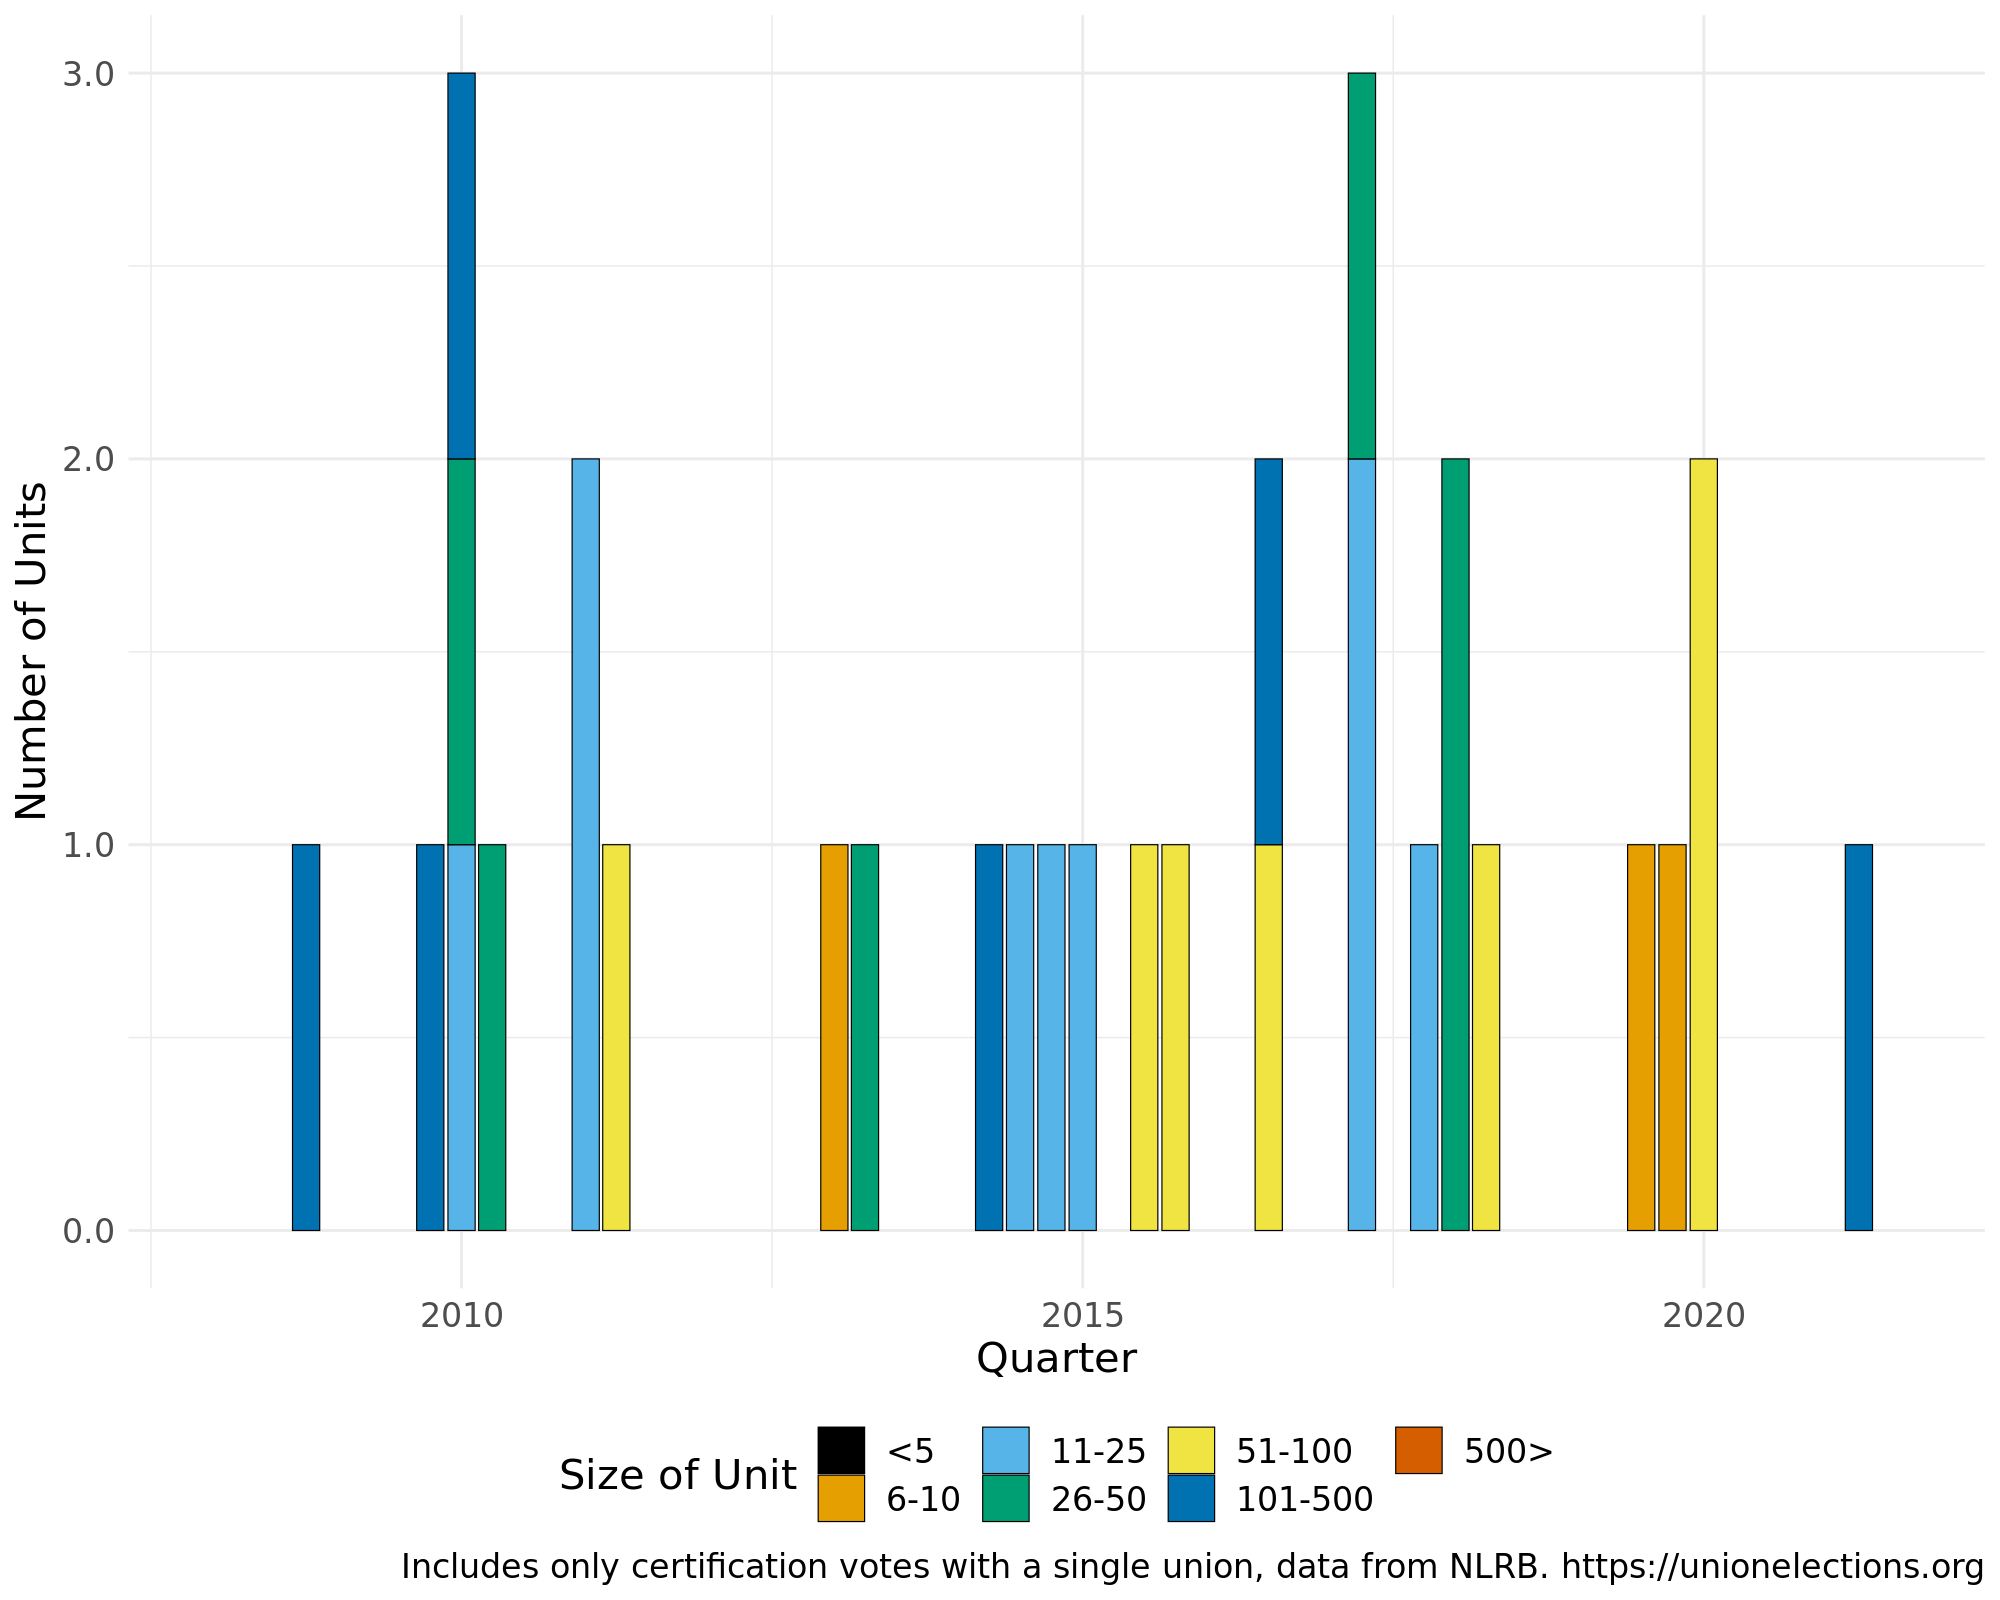 3.0
2.0
1.0
0.0
Number of Units
2010 2015 2020
Quarter
Size of Unit
<5 11-25 51-100 500>
6-10 26-50 101-500
Includes only certification votes with a single union, data from NLRB. https://unionelections.org